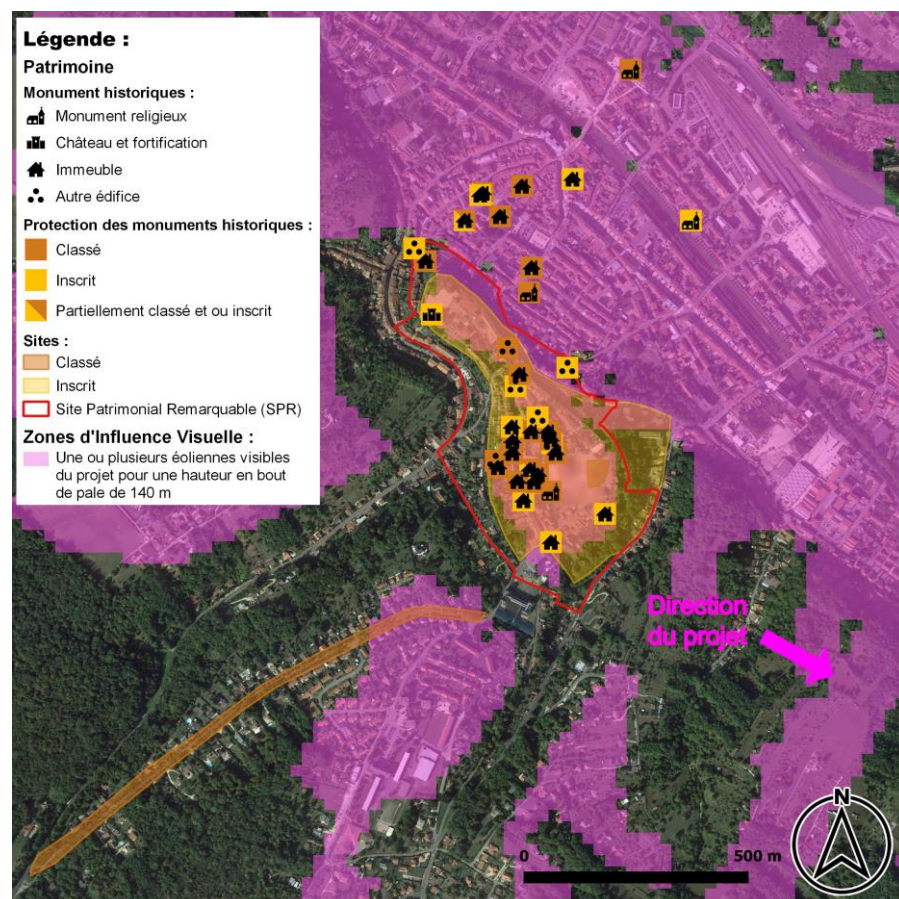 Légende :
Patrimoine
Monument historiques :
Monument religieux
Château et fortification
Immeuble
Autre édifice
Protection des monuments historiques :
Classé
Inscrit
Partiellement classé et ou inscrit
Sites :
Classé
Inscrit
Site Patrimonial Remarquable (SPR)
Zones d'Influence Visuelle :
Une ou plusieurs éoliennes visibles
du projet pour une hauteur en bout
de pale de 140 m
Direction
du projet
N
0 500 m